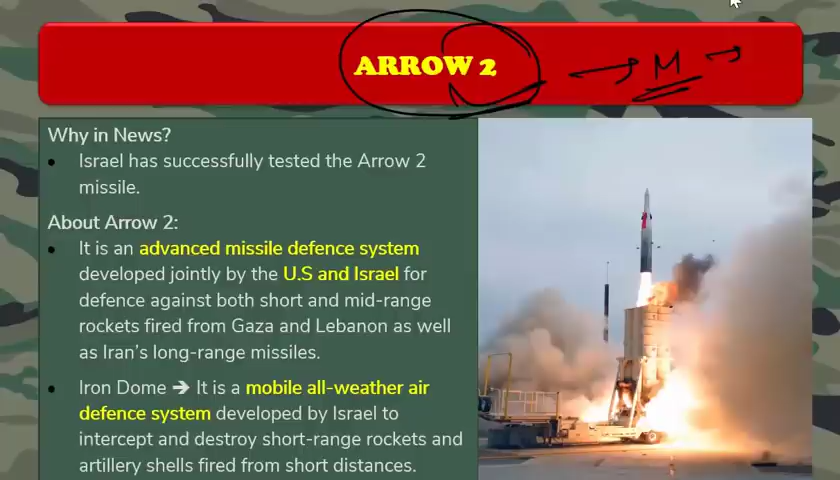 ARROW 2
M
Why in News?
• Israel has successfully tested the Arrow 2
missile.
About Arrow 2:
• It is an advanced missile defence system
developed jointly by the U.S and Israel for
defence against both short and mid-range
rockets fired from Gaza and Lebanon as well
as Iran's long-range missiles.
• Iron Dome ➔ It is a mobile all-weather air
defence system developed by Israel to
intercept and destroy short-range rockets and
artillery shells fired from short distances.